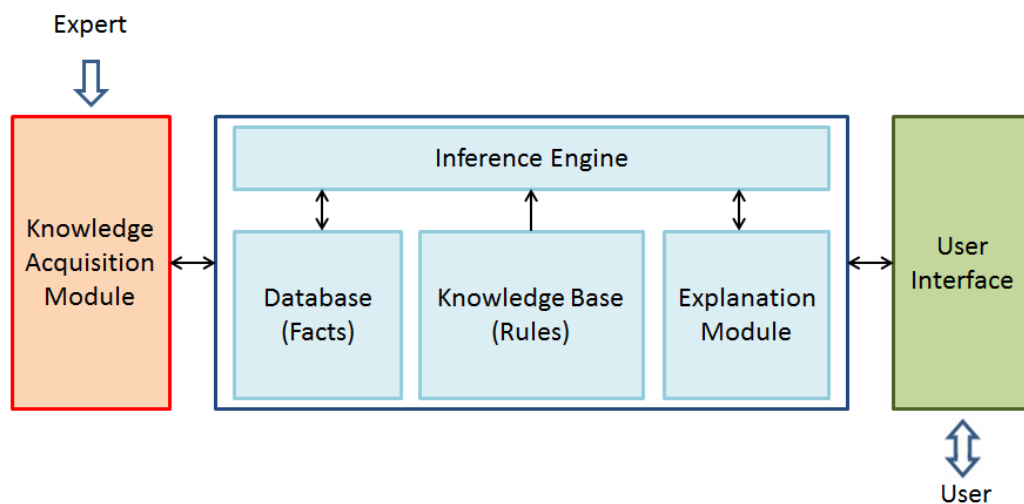 Expert
Inference Engine
Knowledge
Acquisition
Module
Database
(Facts)
Knowledge Base
(Rules)
Explanation
Module
User
Interface
User